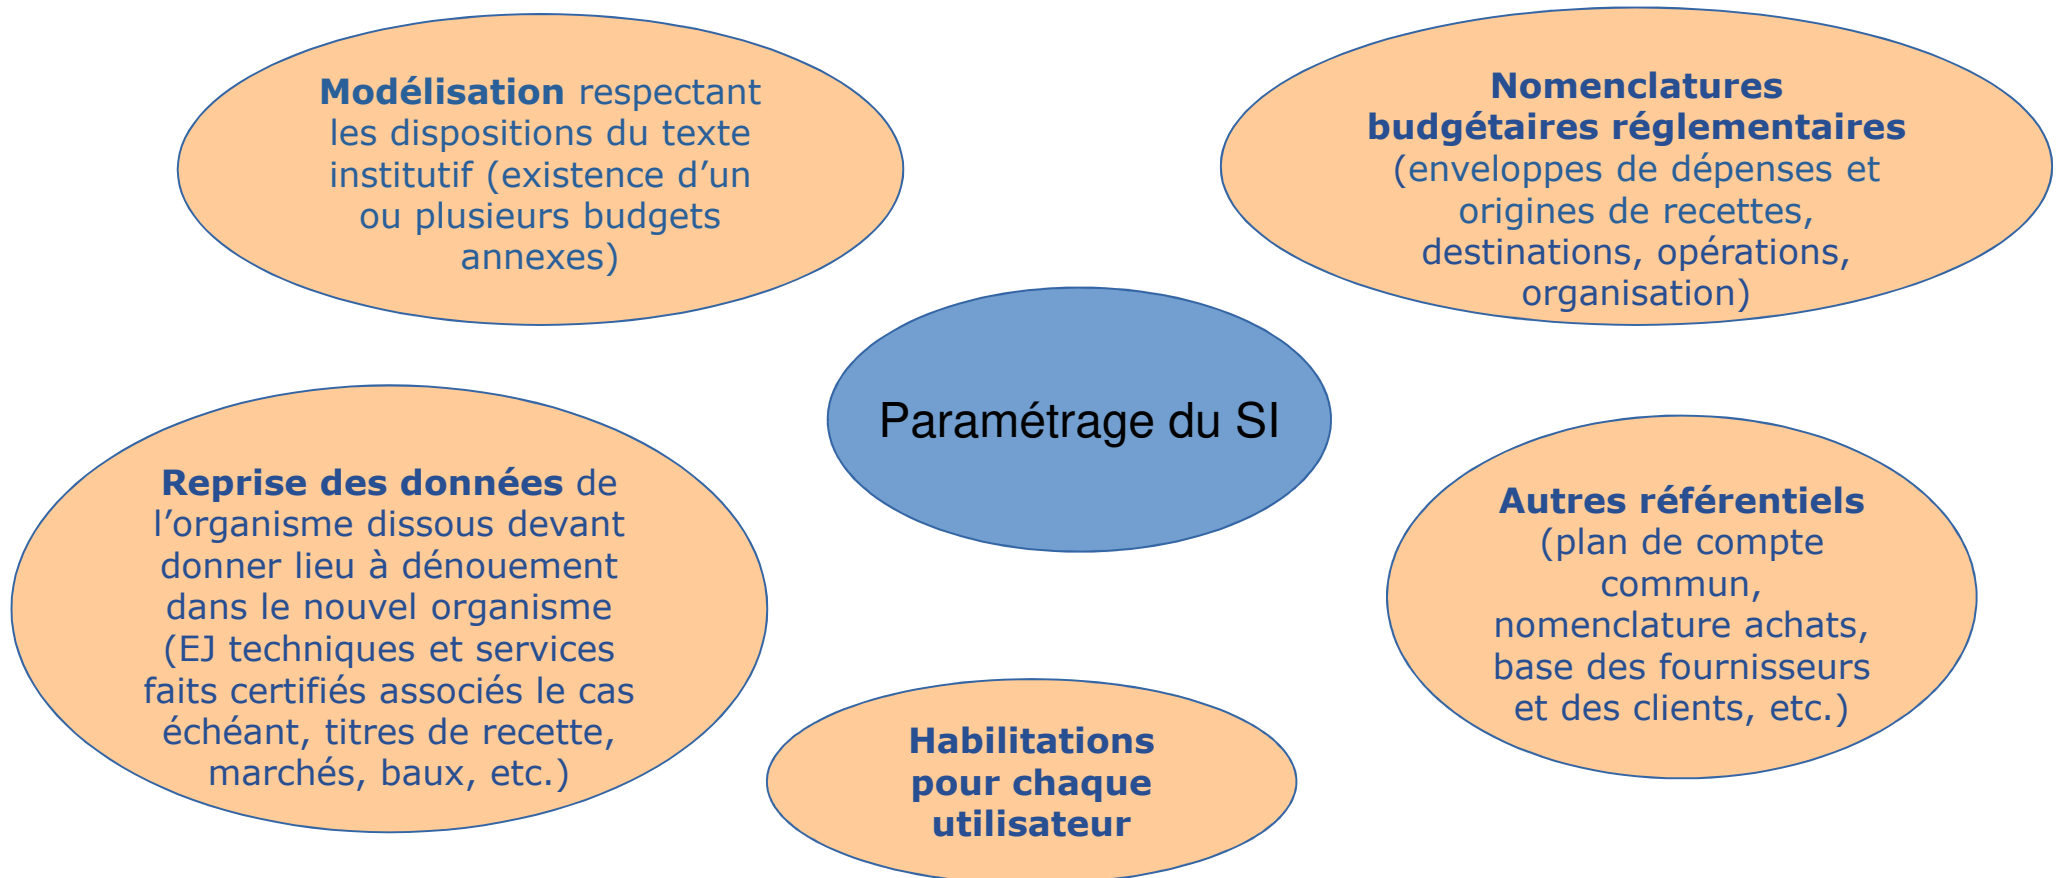 Modélisation respectant
les dispositions du texte
institutif (existence d’un
ou plusieurs budgets
annexes)
Nomenclatures
budgétaires réglementaires
(enveloppes de dépenses et
origines de recettes,
destinations, opérations,
organisation)
Paramétrage du SI
Reprise des données de
l’organisme dissous devant
donner lieu à dénouement
dans le nouvel organisme
(EJ techniques et services
faits certifiés associés le cas
échéant, titres de recette,
marchés, baux, etc.)
Autres référentiels
(plan de compte
commun,
nomenclature achats,
base des fournisseurs
et des clients, etc.)
Habilitations
pour chaque
utilisateur